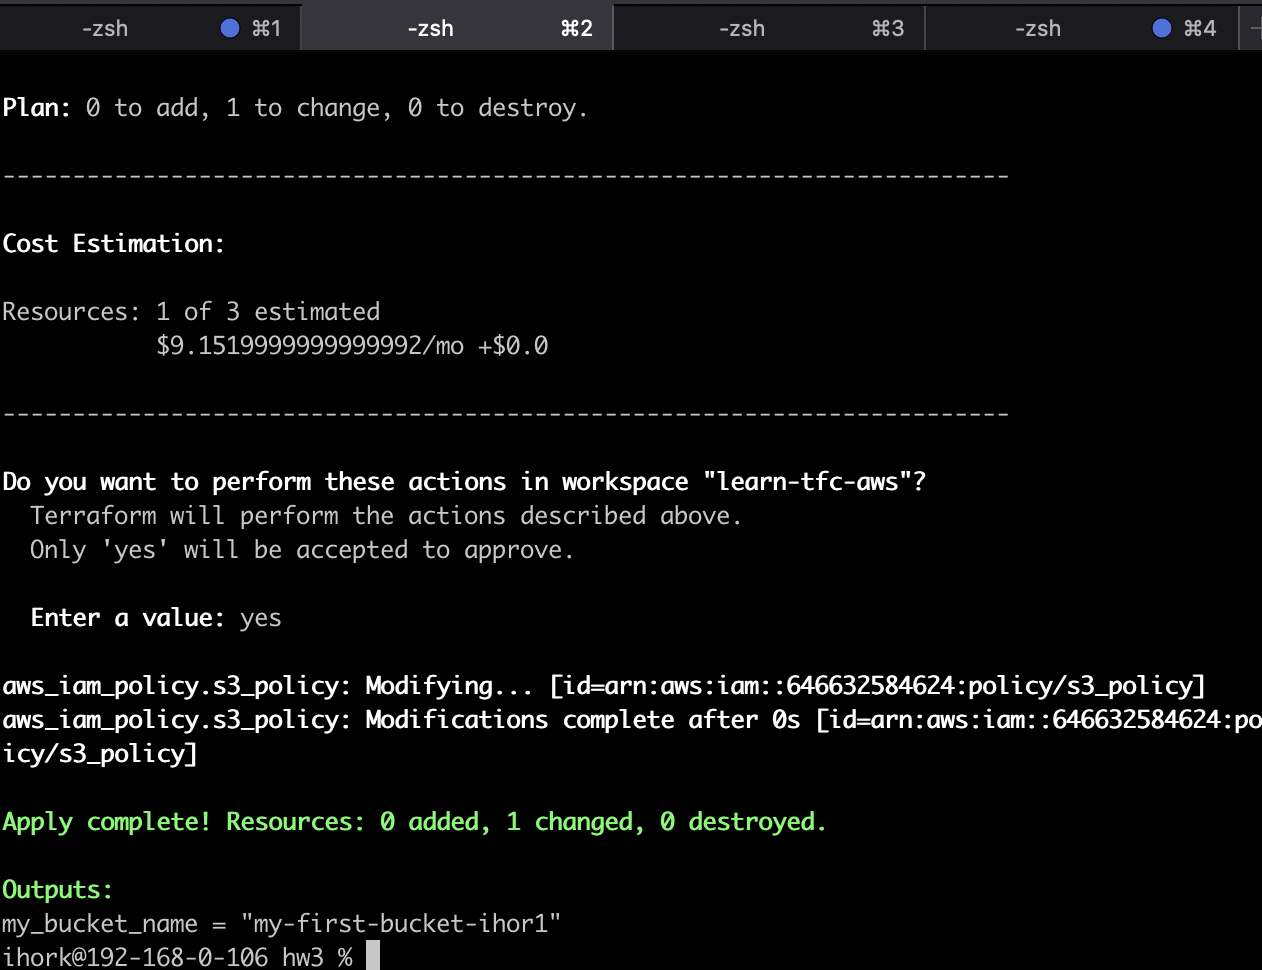 -zsh ⌘1 -zsh ⌘2 -zsh ⌘3 -zsh ⌘4
Plan: 0 to add, 1 to change, 0 to destroy.
------------------------------------------------------------------------
Cost Estimation:
Resources: 1 of 3 estimated
$9.1519999999999992/mo +$0.0
------------------------------------------------------------------------
Do you want to perform these actions in workspace "learn-tfc-aws"?
Terraform will perform the actions described above.
Only 'yes' will be accepted to approve.
Enter a value: yes
aws_iam_policy.s3_policy: Modifying... [id=arn:aws:iam::646632584624:policy/s3_policy]
aws_iam_policy.s3_policy: Modifications complete after 0s [id=arn:aws:iam::646632584624:po
icy/s3_policy]
Apply complete! Resources: 0 added, 1 changed, 0 destroyed.
Outputs:
my_bucket_name = "my-first-bucket-ihor1"
ihork@192-168-0-106 hw3 %